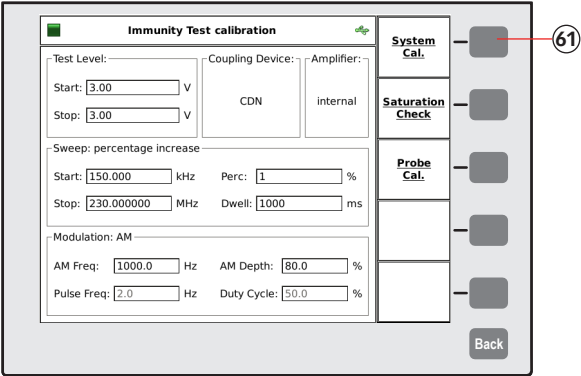 Immunity Test calibration
Test Level:
Start: 3.00 V
Stop: 3.00 V
Coupling Device:
CDN
Amplifier:
internal
Sweep: percentage increase
Start: 150.000 kHz Perc: 1 %
Stop: 230.000000 MHz Dwell: 1000 ms
Modulation: AM
AM Freq: 1000.0 Hz AM Depth: 80.0 %
Pulse Freq: 2.0 Hz Duty Cycle: 50.0 %
System
Cal.
Saturation
Check
Probe
Cal.
Back
61